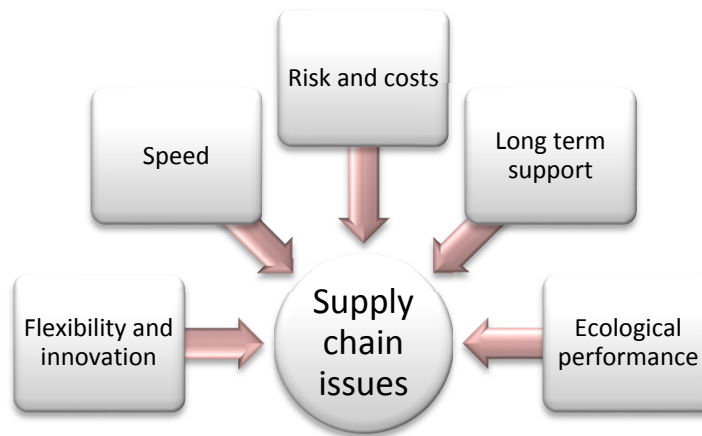 Risk and costs
Speed
Long term
support
Flexibility and
innovation
Supply
chain
issues
Ecological
performance